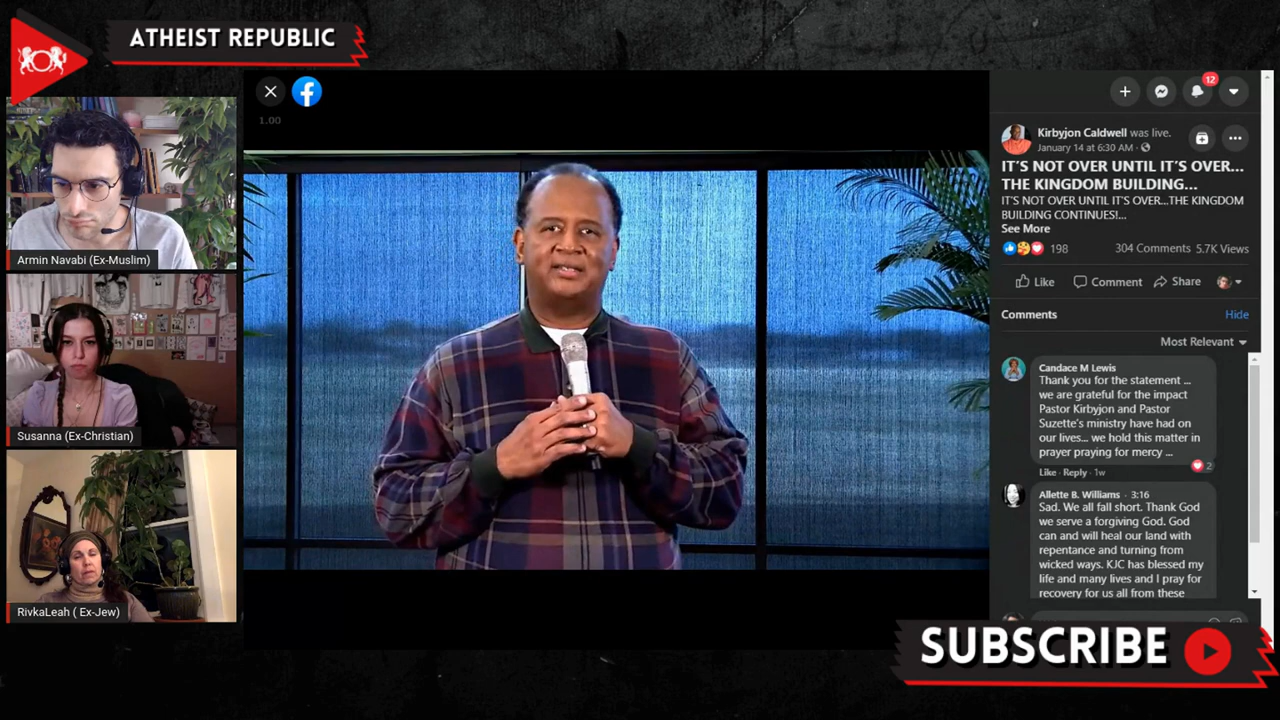 ATHEIST REPUBLIC
Armin Navabi (Ex-Muslim)
Susanna (Ex-Christian)
RivkaLeah ( Ex-Jew)
1.00
12
Kirbyjon Caldwell was live.
January 14 at 6:30 AM ·
IT'S NOT OVER UNTIL IT'S OVER...
THE KINGDOM BUILDING...
IT'S NOT OVER UNTIL IT'S OVER...THE KINGDOM
BUILDING CONTINUES!...
See More
198 304 Comments 5.7K Views
Like Comment Share
Comments Hide
Most Relevant
Candace M Lewis
Thank you for the statement ...
we are grateful for the impact
Pastor Kirbyjon and Pastor
Suzette's ministry have had on
our lives... we hold this matter in
prayer praying for mercy ...
2
Like · Reply · 1w
Allette B. Williams · 3:16
Sad. We all fall short. Thank God
we serve a forgiving God. God
can and will heal our land with
repentance and turning from
wicked ways. KJC has blessed my
life and many lives and I pray for
recovery for us all from these
SUBSCRIBE